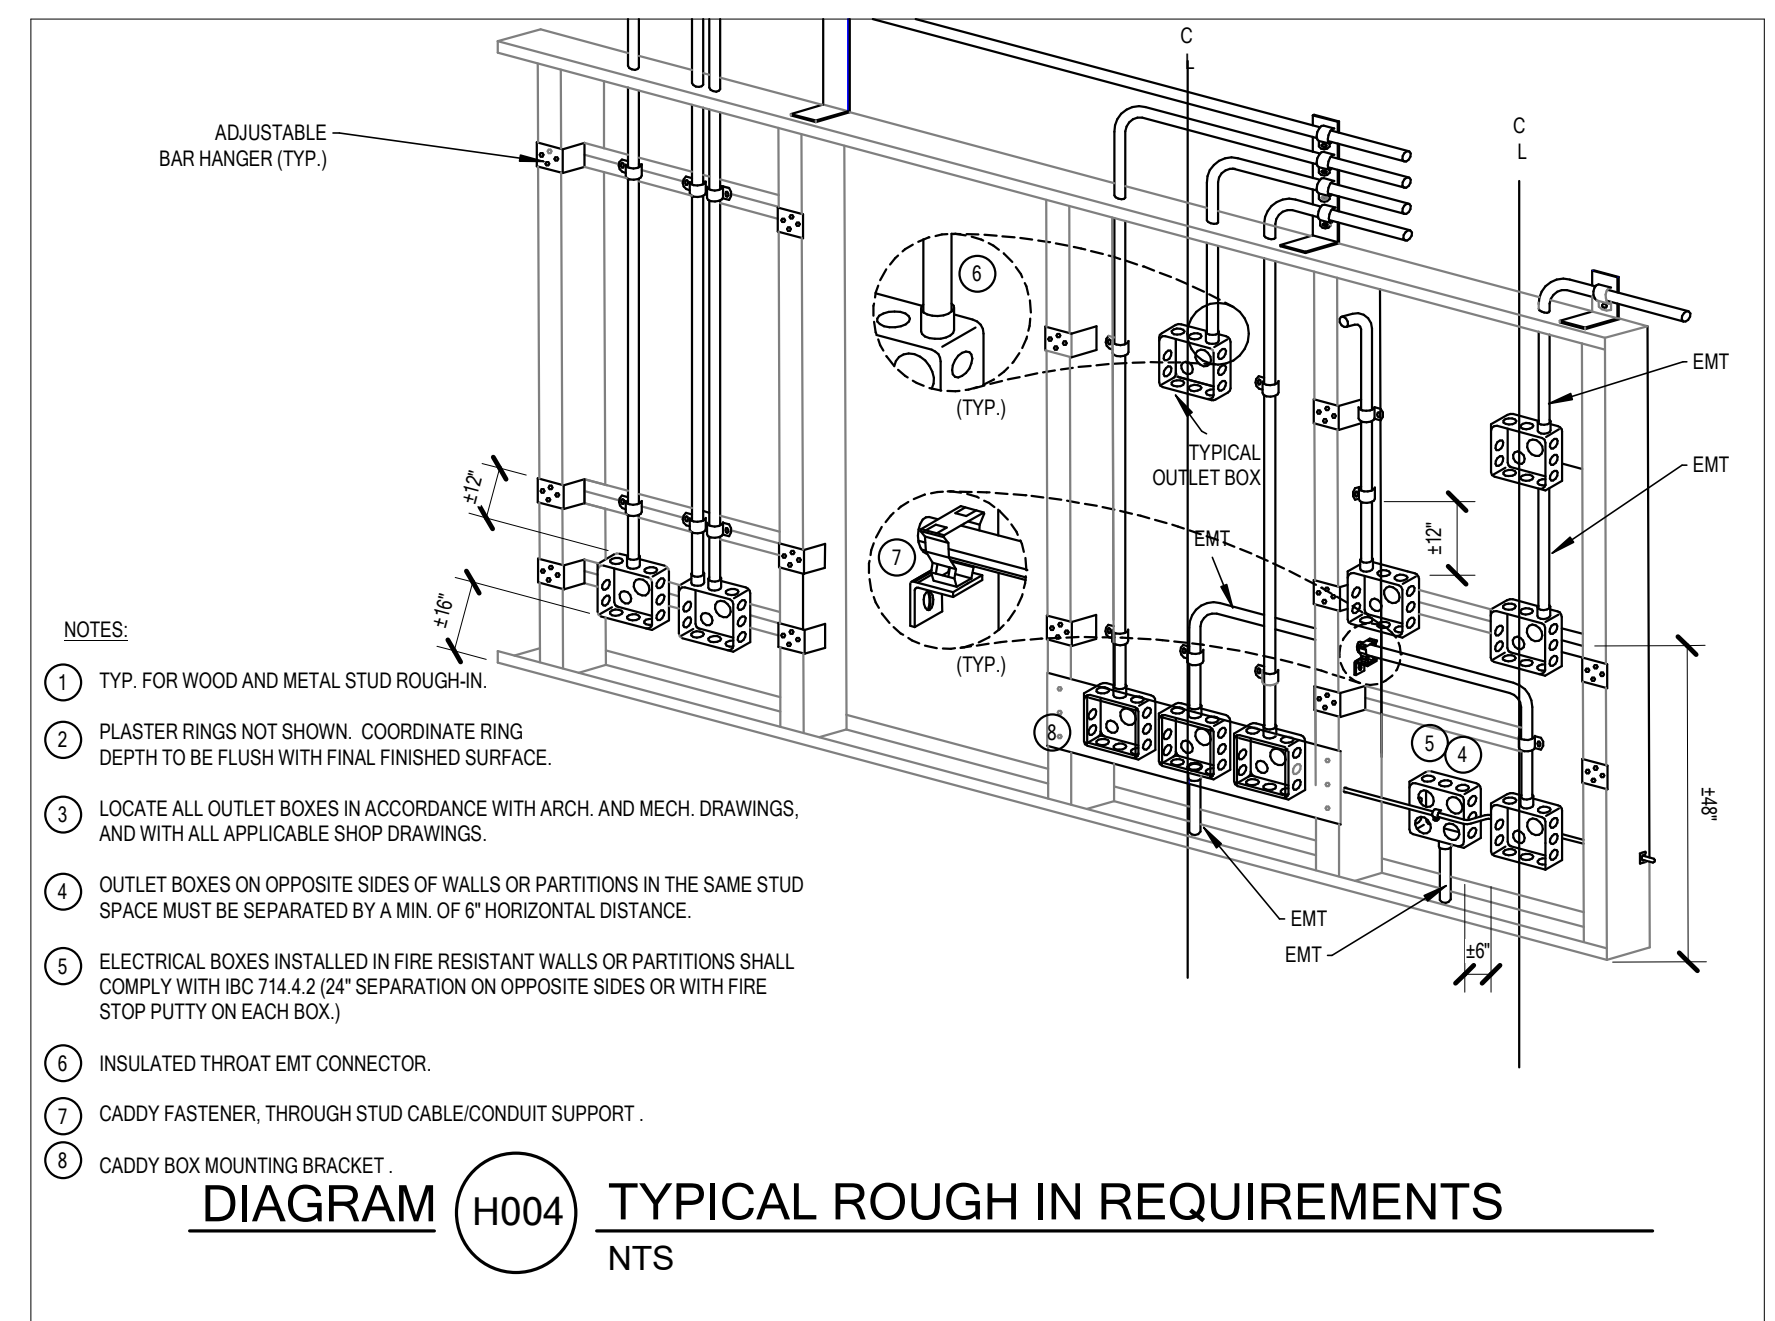 C
L
C
L
ADJUSTABLE
BAR HANGER (TYP.)
6
(TYP.)
EMT
TYPICAL
OUTLET BOX
EMT
±12"
±12"
EMT
7
(TYP.)
±16"
8
5
4
±48"
EMT
EMT
±6"
NOTES:
1 TYP. FOR WOOD AND METAL STUD ROUGH-IN.
2 PLASTER RINGS NOT SHOWN. COORDINATE RING
DEPTH TO BE FLUSH WITH FINAL FINISHED SURFACE.
3 LOCATE ALL OUTLET BOXES IN ACCORDANCE WITH ARCH. AND MECH. DRAWINGS,
AND WITH ALL APPLICABLE SHOP DRAWINGS.
4 OUTLET BOXES ON OPPOSITE SIDES OF WALLS OR PARTITIONS IN THE SAME STUD
SPACE MUST BE SEPARATED BY A MIN. OF 6" HORIZONTAL DISTANCE.
5 ELECTRICAL BOXES INSTALLED IN FIRE RESISTANT WALLS OR PARTITIONS SHALL
COMPLY WITH IBC 714.4.2 (24" SEPARATION ON OPPOSITE SIDES OR WITH FIRE
STOP PUTTY ON EACH BOX.)
6 INSULATED THROAT EMT CONNECTOR.
7 CADDY FASTENER, THROUGH STUD CABLE/CONDUIT SUPPORT .
8 CADDY BOX MOUNTING BRACKET .
DIAGRAM H004 TYPICAL ROUGH IN REQUIREMENTS
NTS